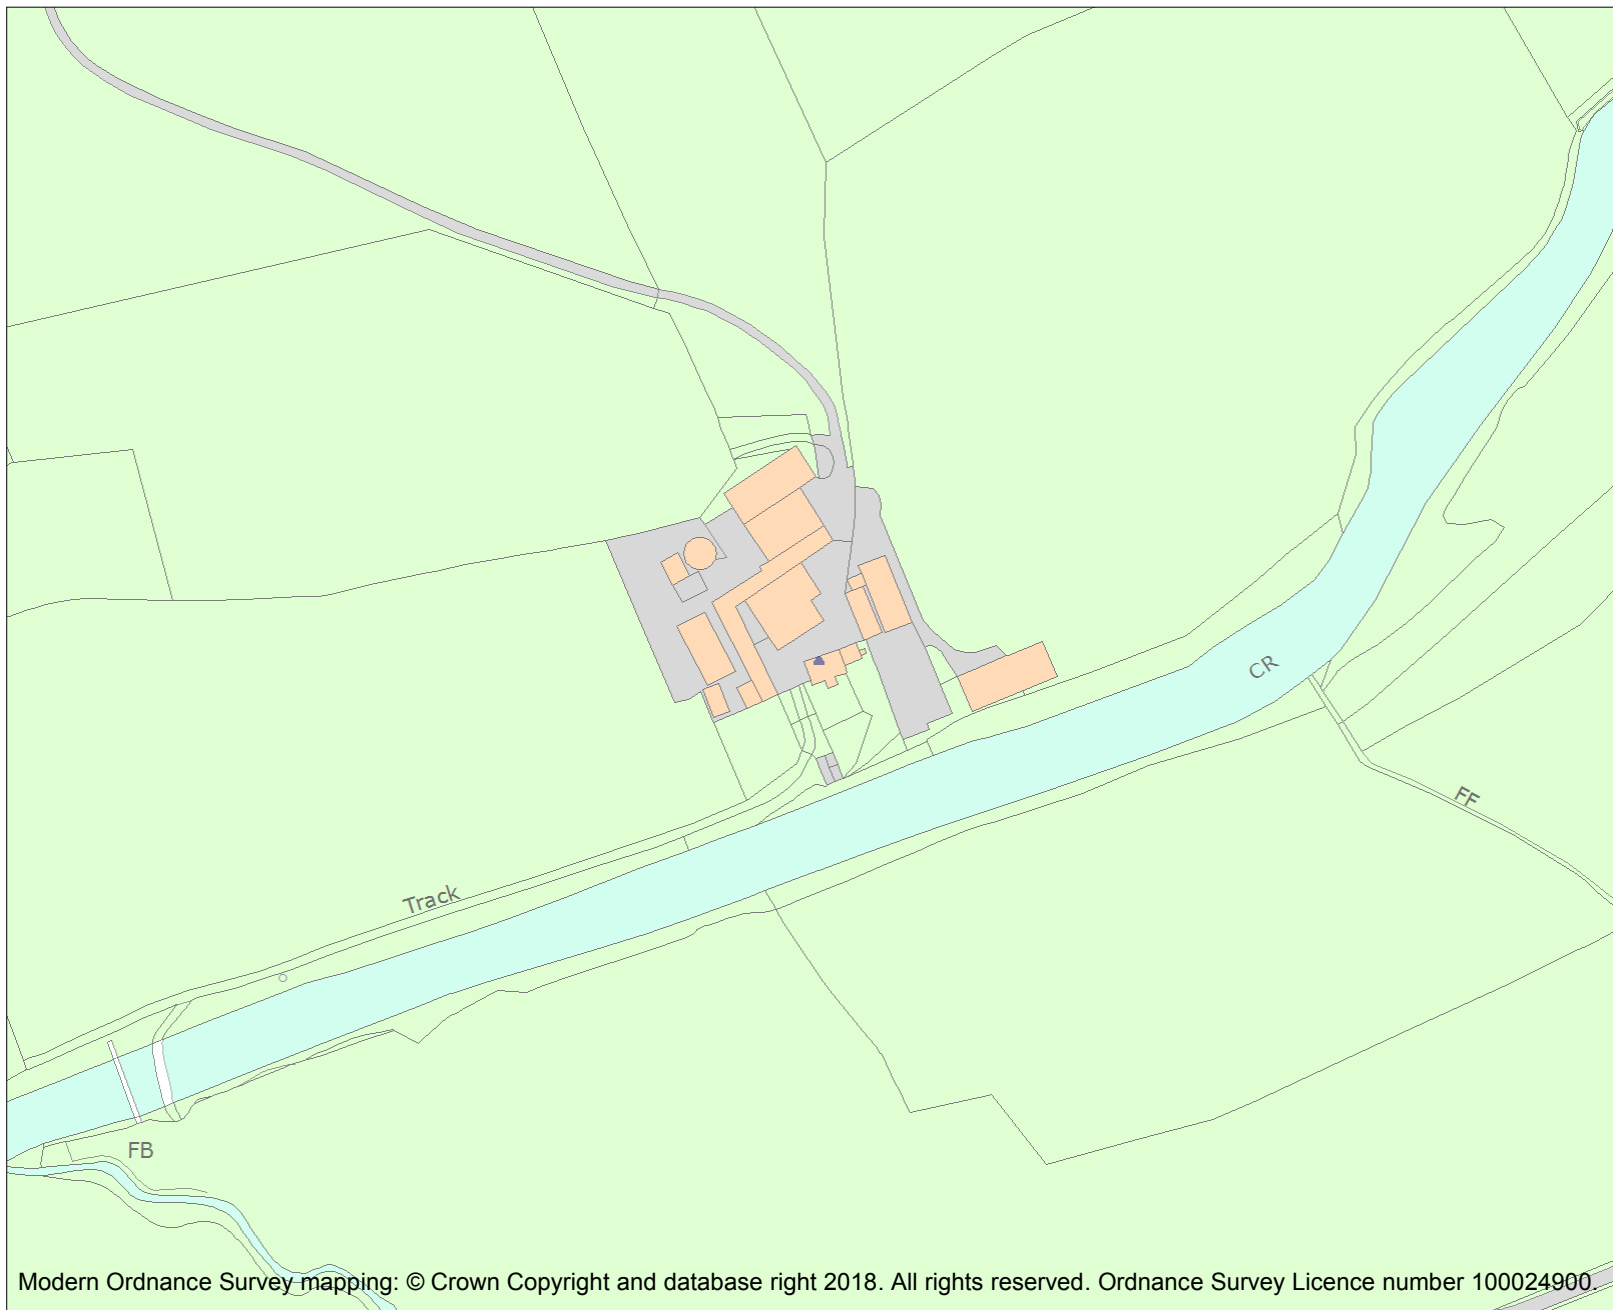 CR
FF
Track
FB
Modern Ordnance Survey mapping: © Crown Copyright and database right 2018. All rights reserved. Ordnance Survey Licence number 100024900.